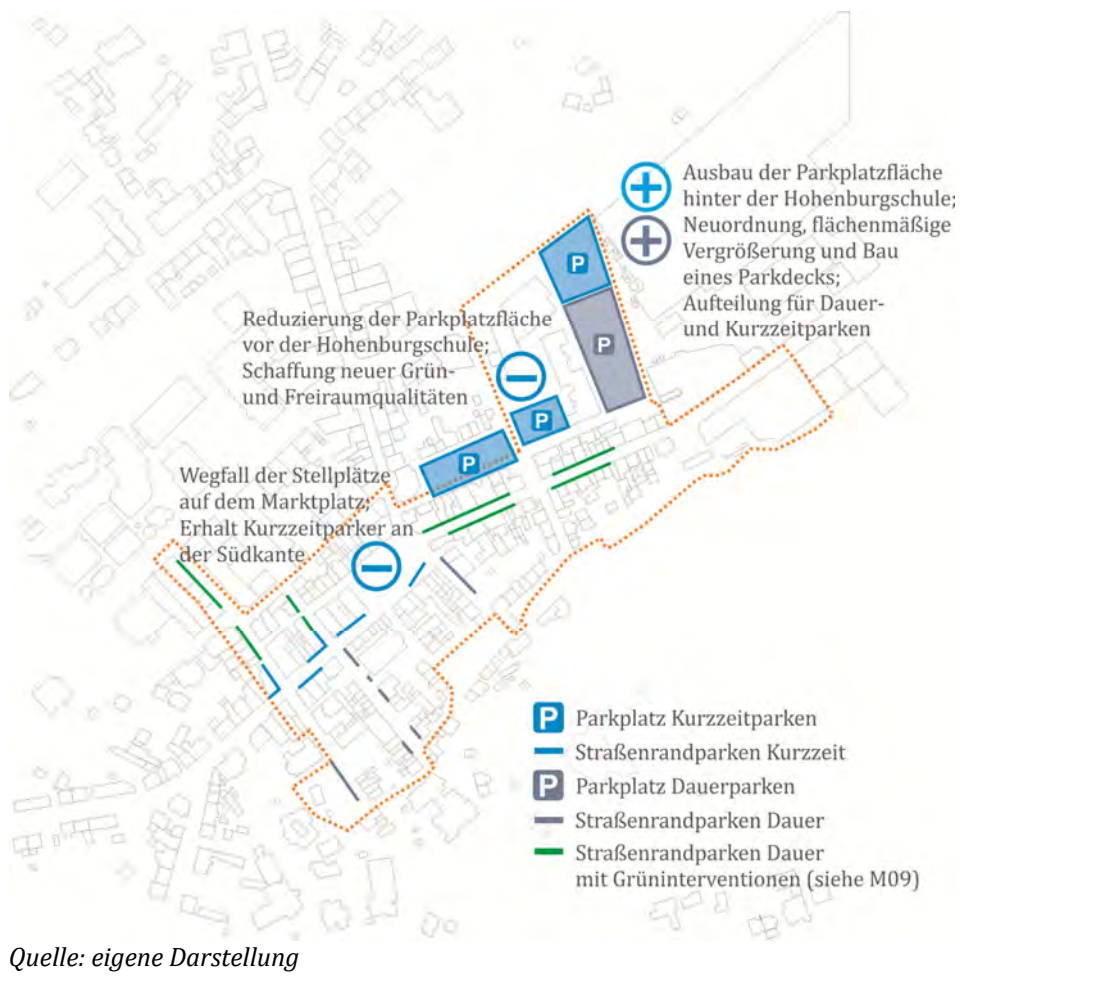 Ausbau der Parkplatzfläche
hinter der Hohenburgschule;
Neuordnung, flächenmäßige
Vergrößerung und Bau
eines Parkdecks;
Aufteilung für Dauer-
und Kurzzeitparken
P
P
Reduzierung der Parkplatzfläche
vor der Hohenburgschule;
Schaffung neuer Grün-
und Freiraumqualitäten
P
P
Wegfall der Stellplätze
auf dem Marktplatz;
Erhalt Kurzzeitparker an
der Südkante
P Parkplatz Kurzzeitparken
Straßenrandparken Kurzzeit
P Parkplatz Dauerparken
Straßenrandparken Dauer
Straßenrandparken Dauer
mit Grüninterventionen (siehe M09)
Quelle: eigene Darstellung